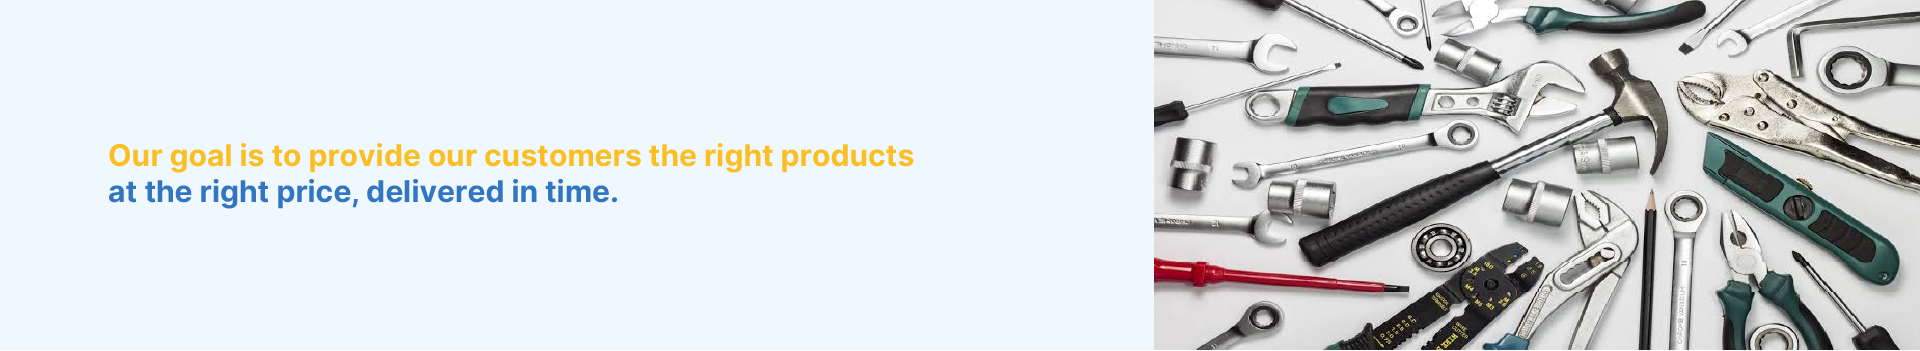 Our goal is to provide our customers the right products
at the right price, delivered in time.